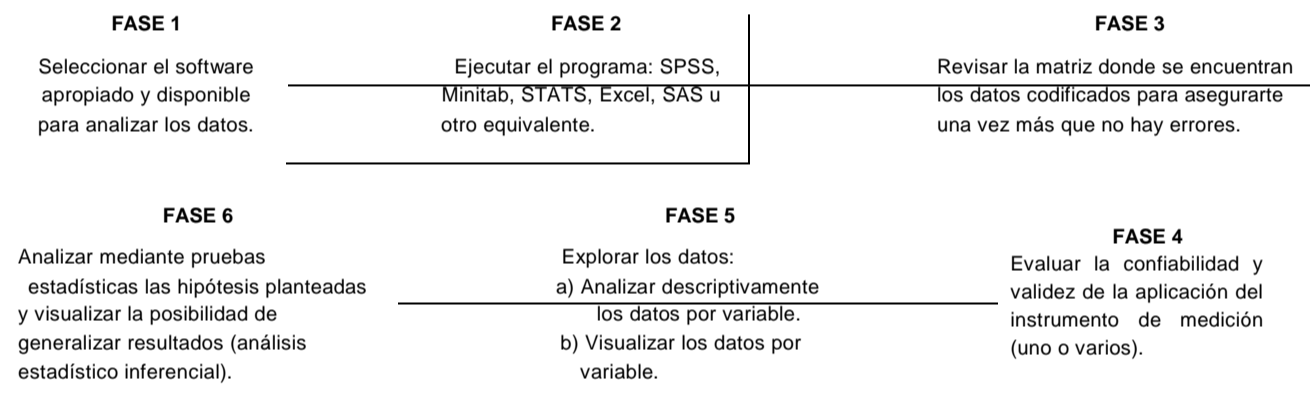 FASE 1
Seleccionar el software
apropiado y disponible
para analizar los datos.
FASE 2
Ejecutar el programa: SPSS,
Minitab, STATS, Excel, SAS u
otro equivalente.
FASE 3
Revisar la matriz donde se encuentran
los datos codificados para asegurarte
una vez más que no hay errores.
FASE 6
Analizar mediante pruebas
estadísticas las hipótesis planteadas
y visualizar la posibilidad de
generalizar resultados (análisis
estadístico inferencial).
FASE 5
Explorar los datos:
a) Analizar descriptivamente
los datos por variable.
b) Visualizar los datos por
variable.
FASE 4
Evaluar la confiabilidad y
validez de la aplicación del
instrumento de medición
(uno o varios).